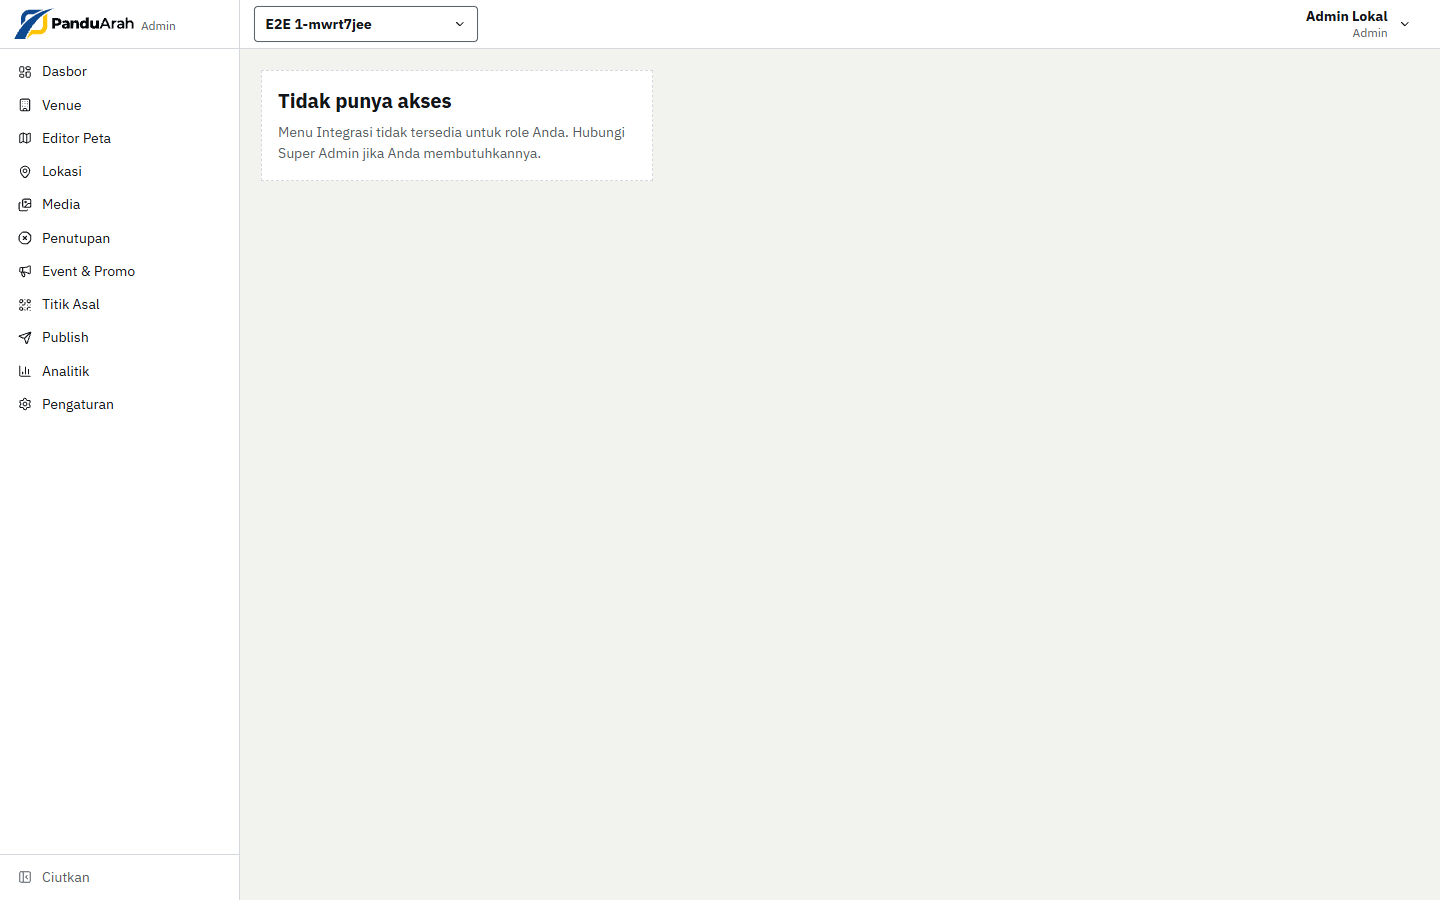 PanduArah Admin
E2E 1-mwrt7jee
Admin Lokal
Admin
Dasbor
Venue
Editor Peta
Lokasi
Media
Penutupan
Event & Promo
Titik Asal
Publish
Analitik
Pengaturan
Ciutkan
Tidak punya akses
Menu Integrasi tidak tersedia untuk role Anda. Hubungi
Super Admin jika Anda membutuhkannya.